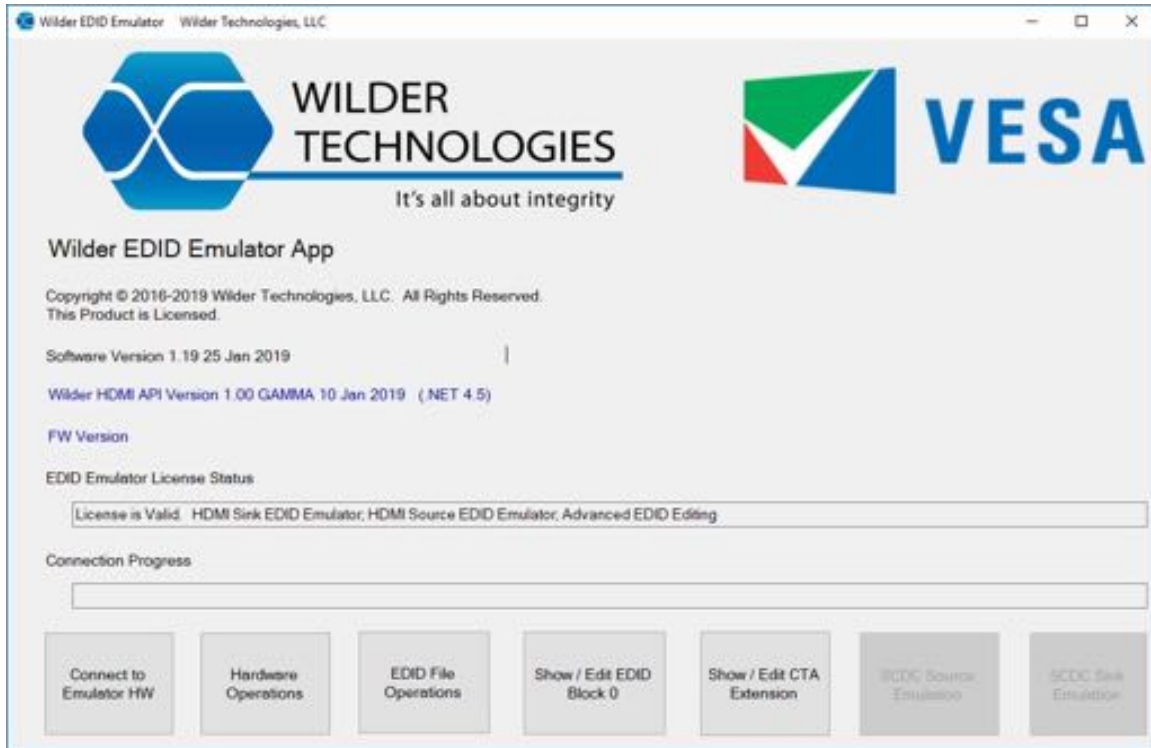 Wilder EDID Emulator Wilder Technologies, LLC
WILDER
TECHNOLOGIES
It's all about integrity
VESA
Wilder EDID Emulator App
Copyright © 2016-2019 Wilder Technologies, LLC. All Rights Reserved.
This Product is Licensed.
Software Version 1.19 25 Jan 2019
Wilder HDMI API Version 1.00 GAMMA 10 Jan 2019 (.NET 4.5)
FW Version
EDID Emulator License Status
License is Valid. HDMI Sink EDID Emulator, HDMI Source EDID Emulator, Advanced EDID Editing
Connection Progress
Connect to
Emulator HW
Hardware
Operations
EDID File
Operations
Show / Edit EDID
Block 0
Show / Edit CTA
Extension
SCDC Source
Emulation
SCDC Sink
Emulation